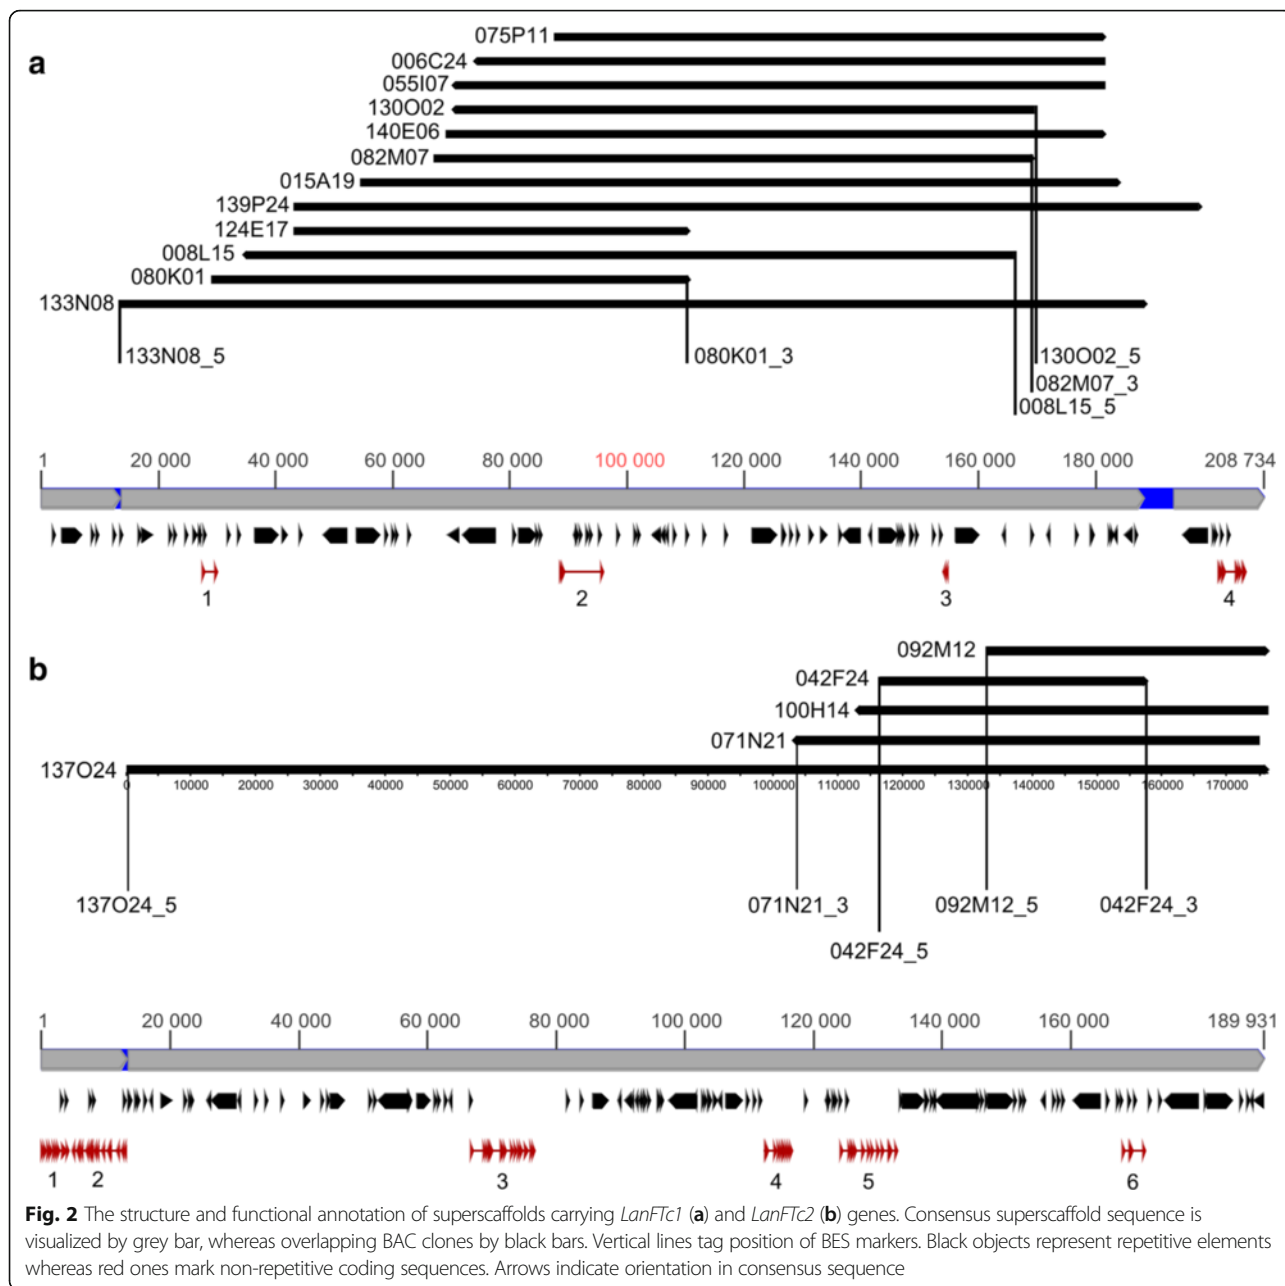 a
075P11
006C24
055I07
130O02
140E06
082M07
015A19
139P24
124E17
008L15
080K01
133N08
133N08_5 080K01_3 130O02_5
082M07_3
008L15_5
1 20 000 40 000 60 000 80 000 100 000 120 000 140 000 160 000 180 000 208 734
1 2 3 4
b
092M12
042F24
100H14
071N21
137O24
0 10000 20000 30000 40000 50000 60000 70000 80000 90000 100000 110000 120000 130000 140000 150000 160000 170000
137O24_5 071N21_3 092M12_5 042F24_3
042F24_5
1 20 000 40 000 60 000 80 000 100 000 120 000 140 000 160 000 189 931
1 2 3 4 5 6
Fig. 2 The structure and functional annotation of superscaffolds carrying LanFTc1 (a) and LanFTc2 (b) genes. Consensus superscaffold sequence is
visualized by grey bar, whereas overlapping BAC clones by black bars. Vertical lines tag position of BES markers. Black objects represent repetitive elements
whereas red ones mark non-repetitive coding sequences. Arrows indicate orientation in consensus sequence